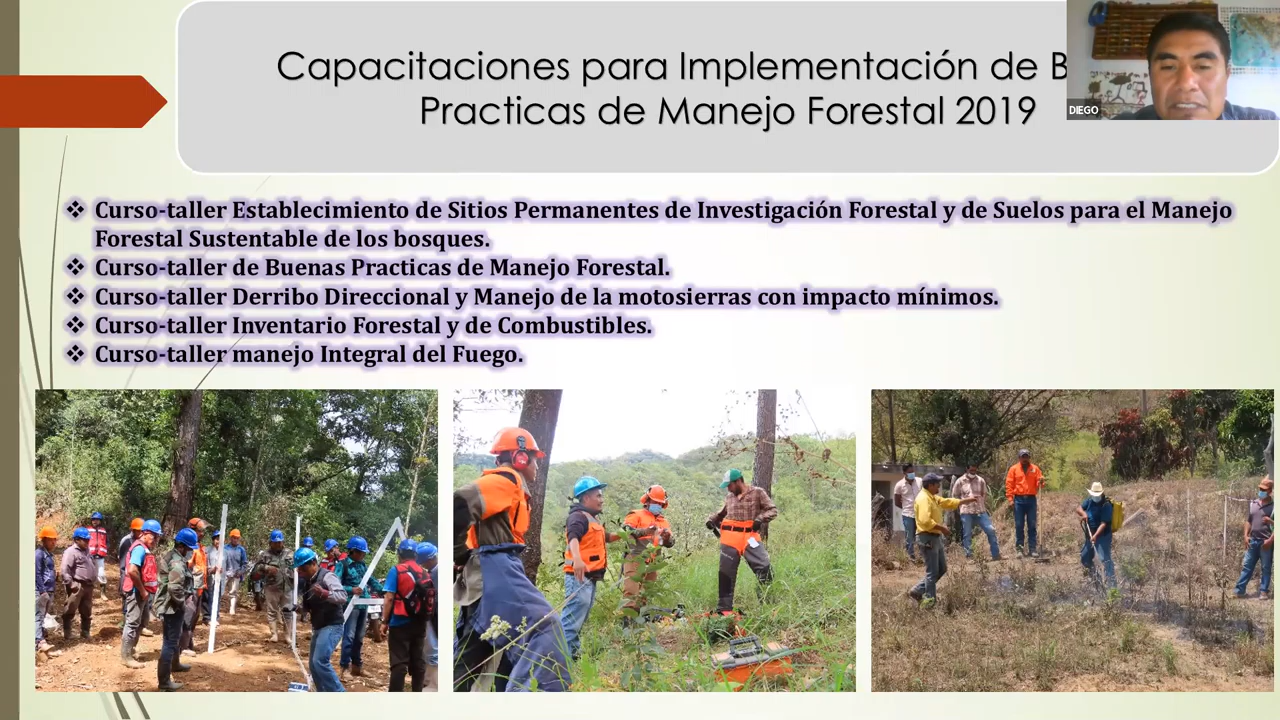 Capacitaciones para Implementación de B
Practicas de Manejo Forestal 2019
DIEGO
❖ Curso-taller Establecimiento de Sitios Permanentes de Investigación Forestal y de Suelos para el Manejo
Forestal Sustentable de los bosques.
❖ Curso-taller de Buenas Practicas de Manejo Forestal.
❖ Curso-taller Derribo Direccional y Manejo de la motosierras con impacto mínimos.
❖ Curso-taller Inventario Forestal y de Combustibles.
❖ Curso-taller manejo Integral del Fuego.